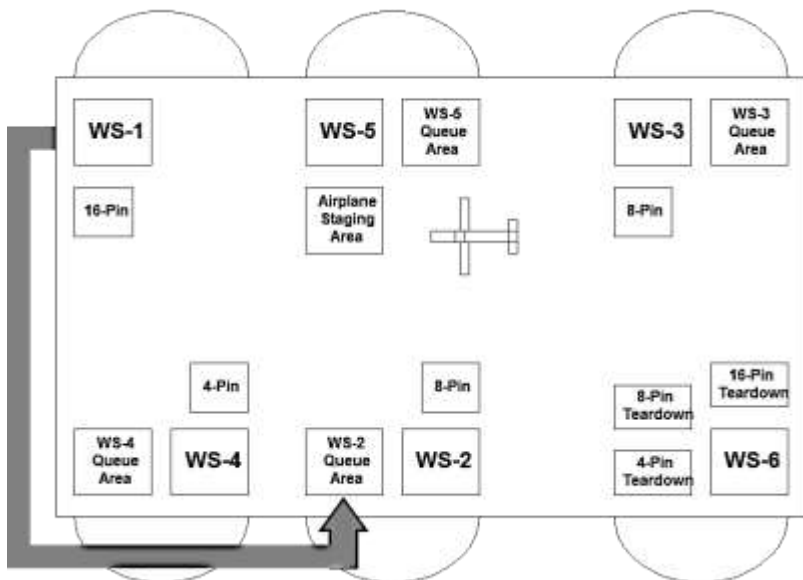 WS-1
WS-5
WS-5
Queue
Area
WS-3
WS-3
Queue
Area
16-Pin
Airplane
Staging
Area
8-Pin
4-Pin
8-Pin
8-Pin
Teardown
16-Pin
Teardown
WS-4
Queue
Area
WS-4
WS-2
Queue
Area
WS-2
4-Pin
Teardown
WS-6